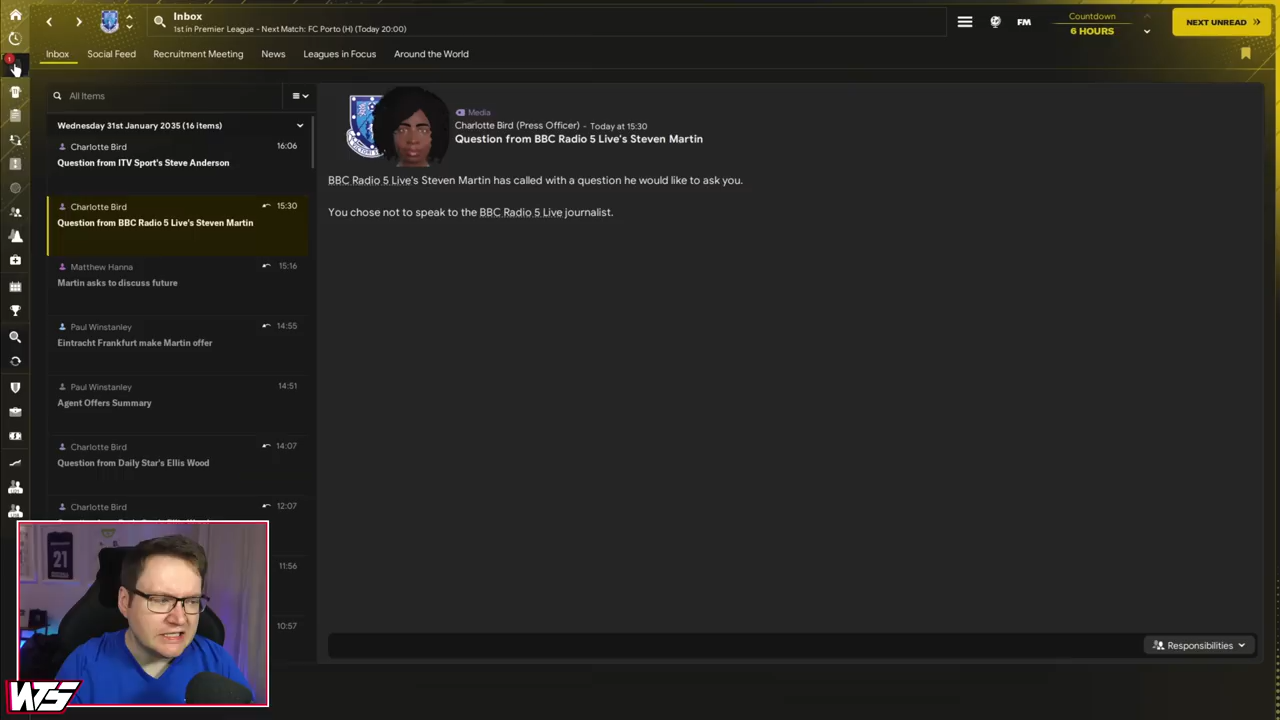 Inbox
1st in Premier League - Next Match: FC Porto (H) (Today 20:00)
FM
Countdown
6 HOURS
NEXT UNREAD
1
Inbox
Social Feed
Recruitment Meeting
News
Leagues in Focus
Around the World
All Items
Wednesday 31st January 2035 (16 items)
Charlotte Bird
16:06
Question from ITV Sport's Steve Anderson
Charlotte Bird
15:30
Question from BBC Radio 5 Live's Steven Martin
Matthew Hanna
15:16
Martin asks to discuss future
Paul Winstanley
14:55
Eintracht Frankfurt make Martin offer
Paul Winstanley
14:51
Agent Offers Summary
Charlotte Bird
14:07
Question from Daily Star's Ellis Wood
Charlotte Bird
12:07
11:56
10:57
Media
Charlotte Bird (Press Officer) - Today at 15:30
Question from BBC Radio 5 Live's Steven Martin
BBC Radio 5 Live's Steven Martin has called with a question he would like to ask you.
You chose not to speak to the BBC Radio 5 Live journalist.
Responsibilities
21
WTS